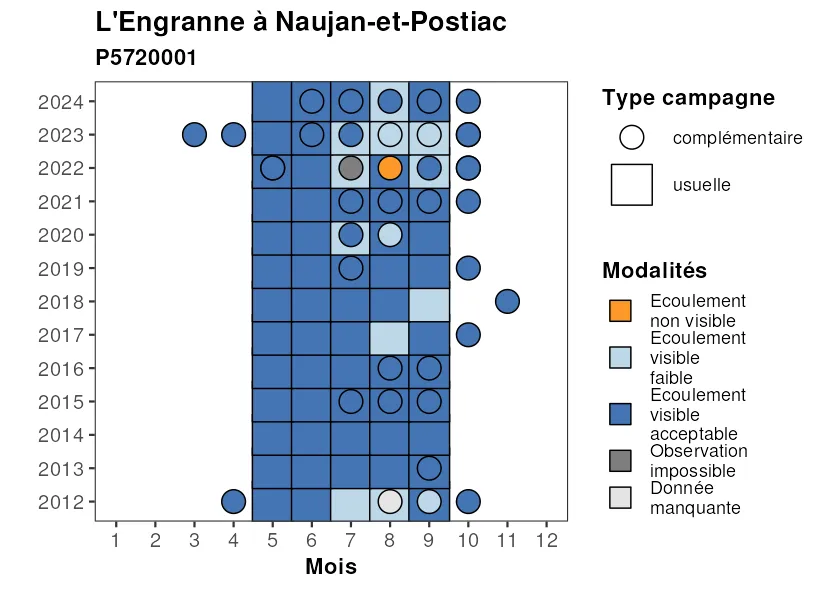 L'Engranne à Naujan-et-Postiac
P5720001
2024
2023
2022
2021
2020
2019
2018
2017
2016
2015
2014
2013
2012
1 2 3 4 5 6 7 8 9 10 11 12
Mois
Type campagne
complémentaire
usuelle
Modalités
Ecoulement
non visible
Ecoulement
visible
faible
Ecoulement
visible
acceptable
Observation
impossible
Donnée
manquante